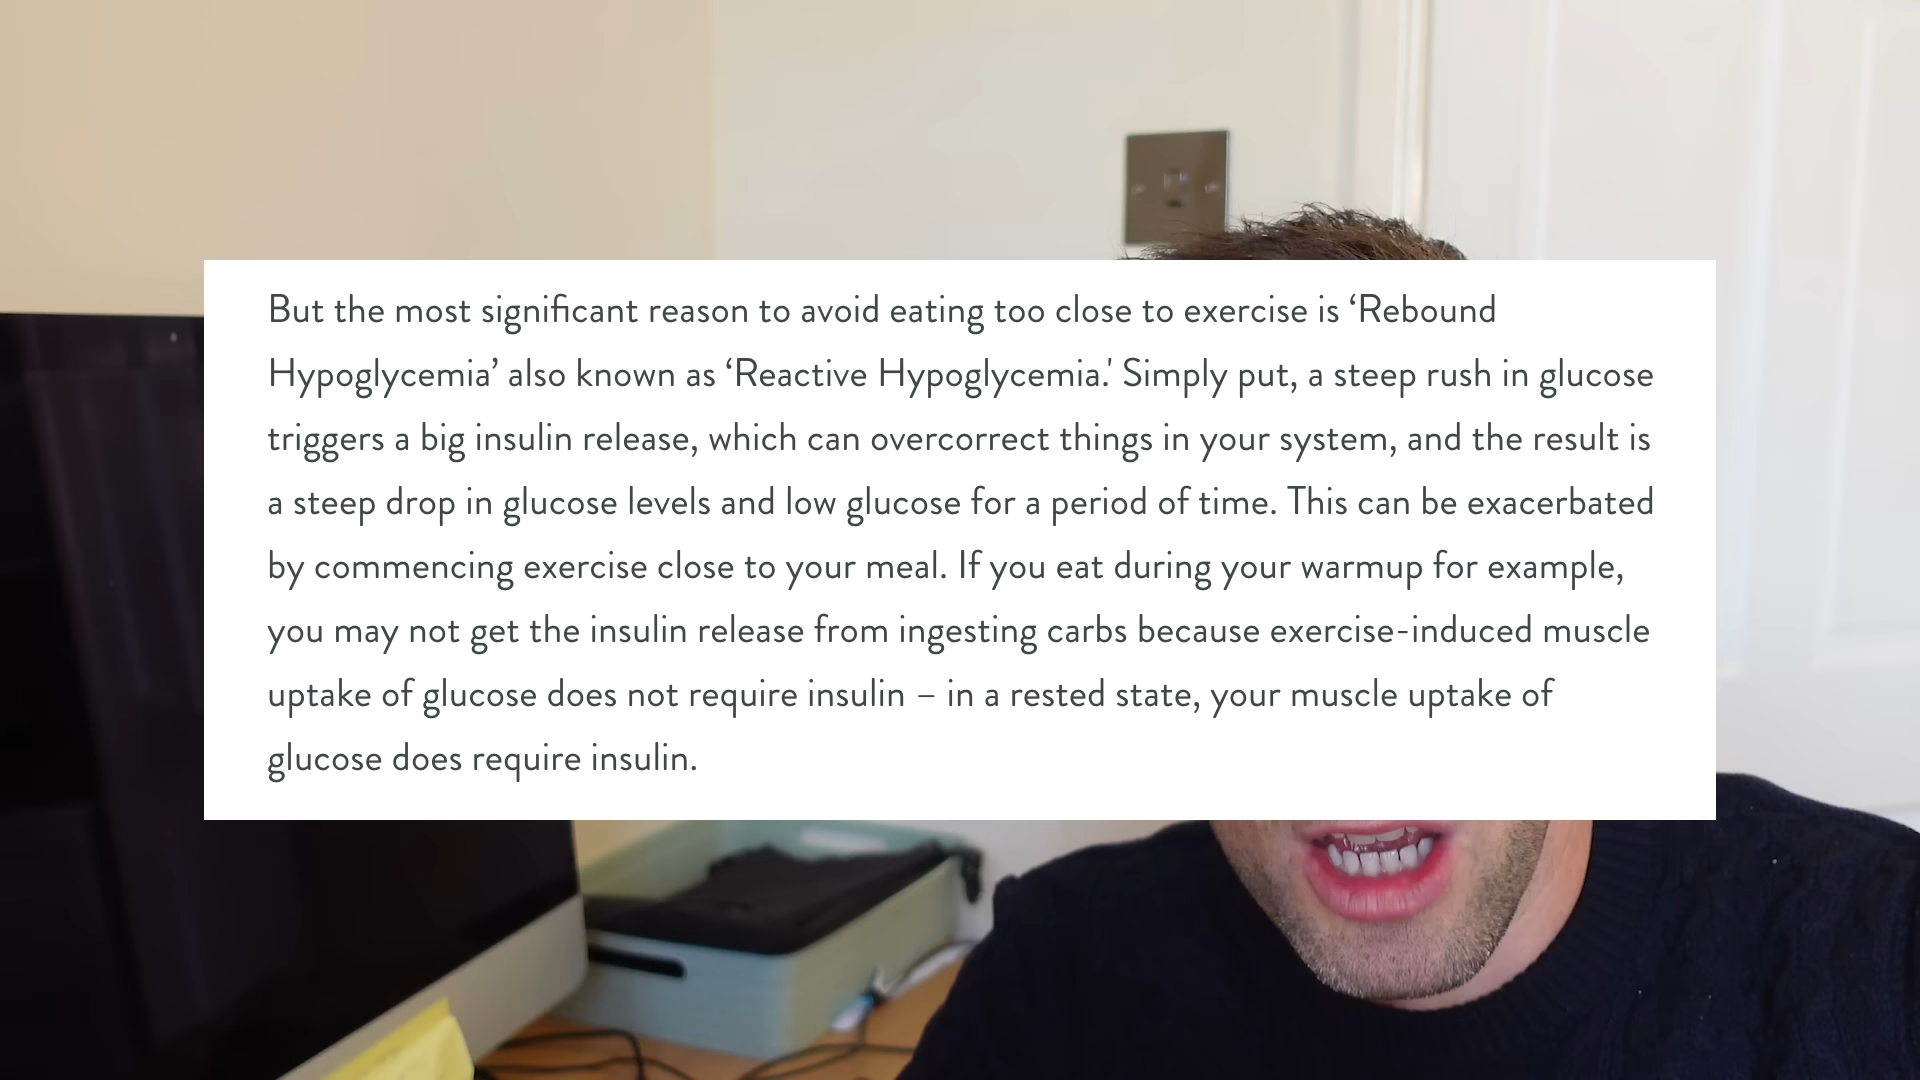 But the most significant reason to avoid eating too close to exercise is ‘Rebound
Hypoglycemia’ also known as ‘Reactive Hypoglycemia.' Simply put, a steep rush in glucose
triggers a big insulin release, which can overcorrect things in your system, and the result is
a steep drop in glucose levels and low glucose for a period of time. This can be exacerbated
by commencing exercise close to your meal. If you eat during your warmup for example,
you may not get the insulin release from ingesting carbs because exercise-induced muscle
uptake of glucose does not require insulin – in a rested state, your muscle uptake of
glucose does require insulin.